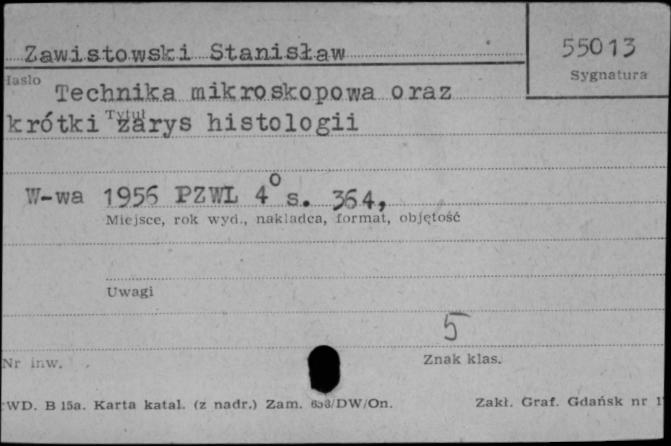 Zawistowski Stanisław
55013
Sygnatura
Hasło
Technika mikroskopowa oraz
Tytuł
krótki zarys histologii
W-wa 1956 PZWL 4° s. 364,
Miejsce, rok wyd., nakładca, format, objętość
Uwagi
5
Nr inw.
Znak klas.
WD. B 15a. Karta katal. (z nadr.) Zam. /DW/On.
Zakł. Graf. Gdańsk nr